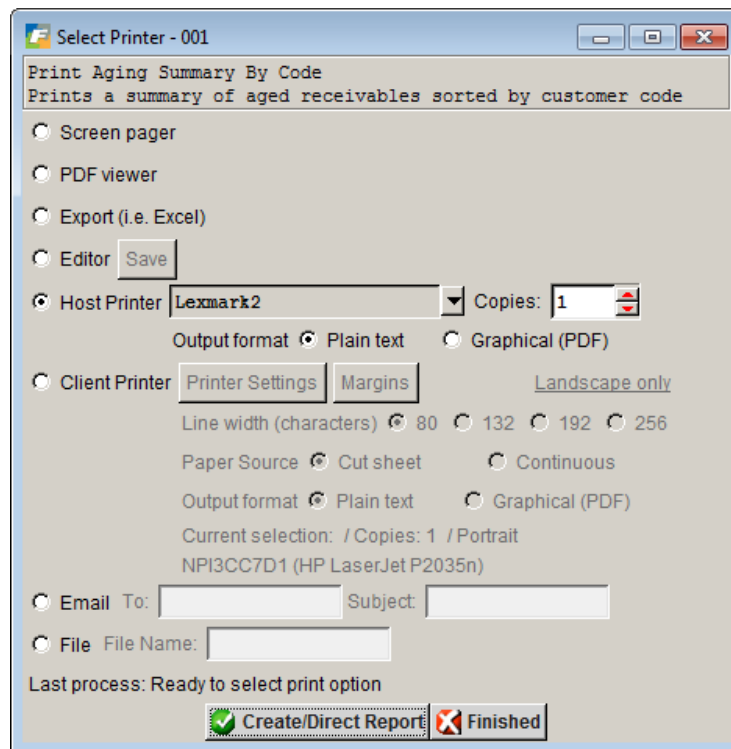 Select Printer - 001
Print Aging Summary By Code
Prints a summary of aged receivables sorted by customer code
Screen pager
PDF viewer
Export (i.e. Excel)
Editor Save
Host Printer Lexmark2 Copies: 1
Output format Plain text Graphical (PDF)
Client Printer Printer Settings Margins Landscape only
Line width (characters) 80 132 192 256
Paper Source Cut sheet Continuous
Output format Plain text Graphical (PDF)
Current selection: / Copies: 1 / Portrait
NPI3CC7D1 (HP LaserJet P2035n)
Email To: Subject:
File File Name:
Last process: Ready to select print option
Create/Direct Report Finished